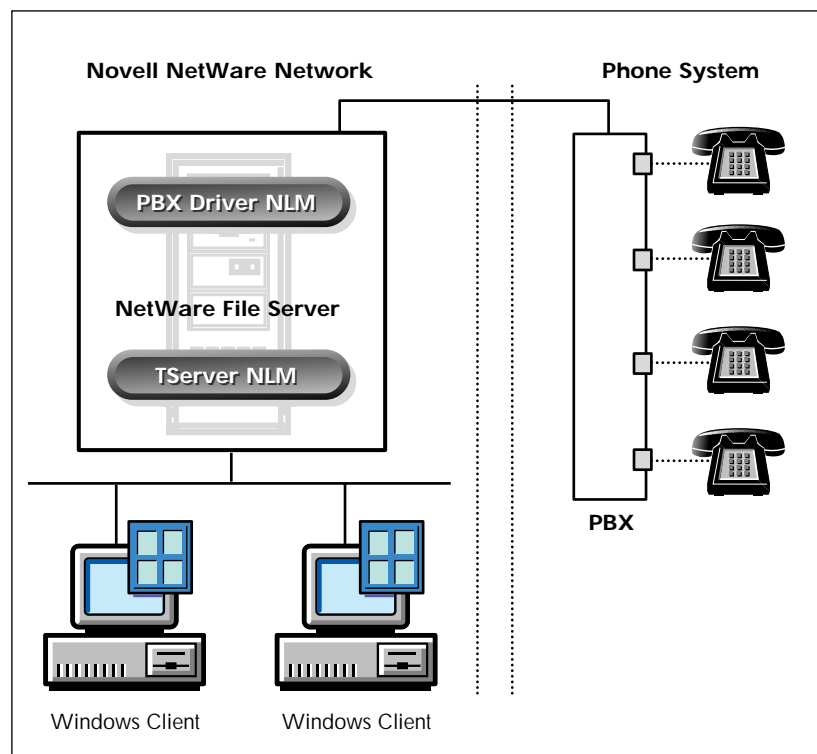 Novell NetWare Network
Phone System
PBX Driver NLM
NetWare File Server
TServer NLM
PBX
Windows Client
Windows Client